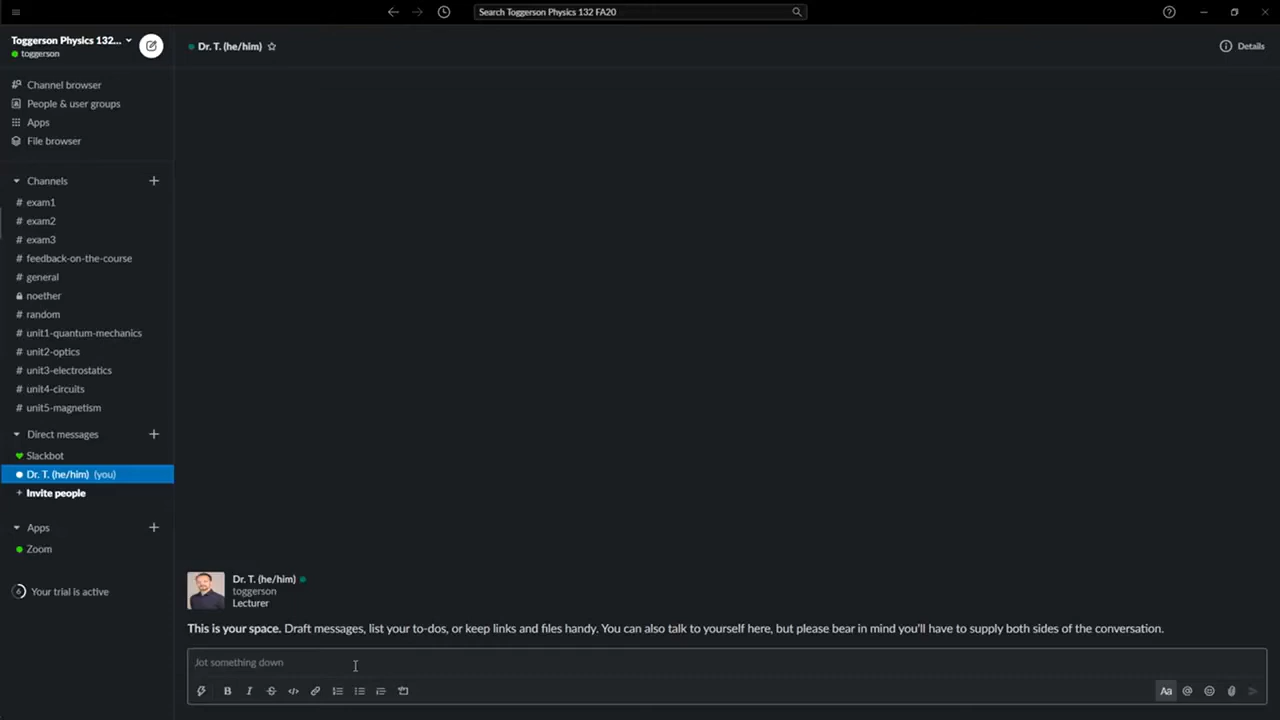 Search Toggerson Physics 132 FA20
Toggerson Physics 132...
toggerson
Dr. T. (he/him)
Details
Channel browser
People & user groups
Apps
File browser
Channels
# exam1
# exam2
# exam3
# feedback-on-the-course
# general
noether
# random
# unit1-quantum-mechanics
# unit2-optics
# unit3-electrostatics
# unit4-circuits
# unit5-magnetism
Direct messages
Slackbot
Dr. T. (he/him) (you)
+ Invite people
Apps
Zoom
Your trial is active
Dr. T. (he/him)
toggerson
Lecturer
This is your space. Draft messages, list your to-dos, or keep links and files handy. You can also talk to yourself here, but please bear in mind you'll have to supply both sides of the conversation.
Jot something down
B I S Aa @